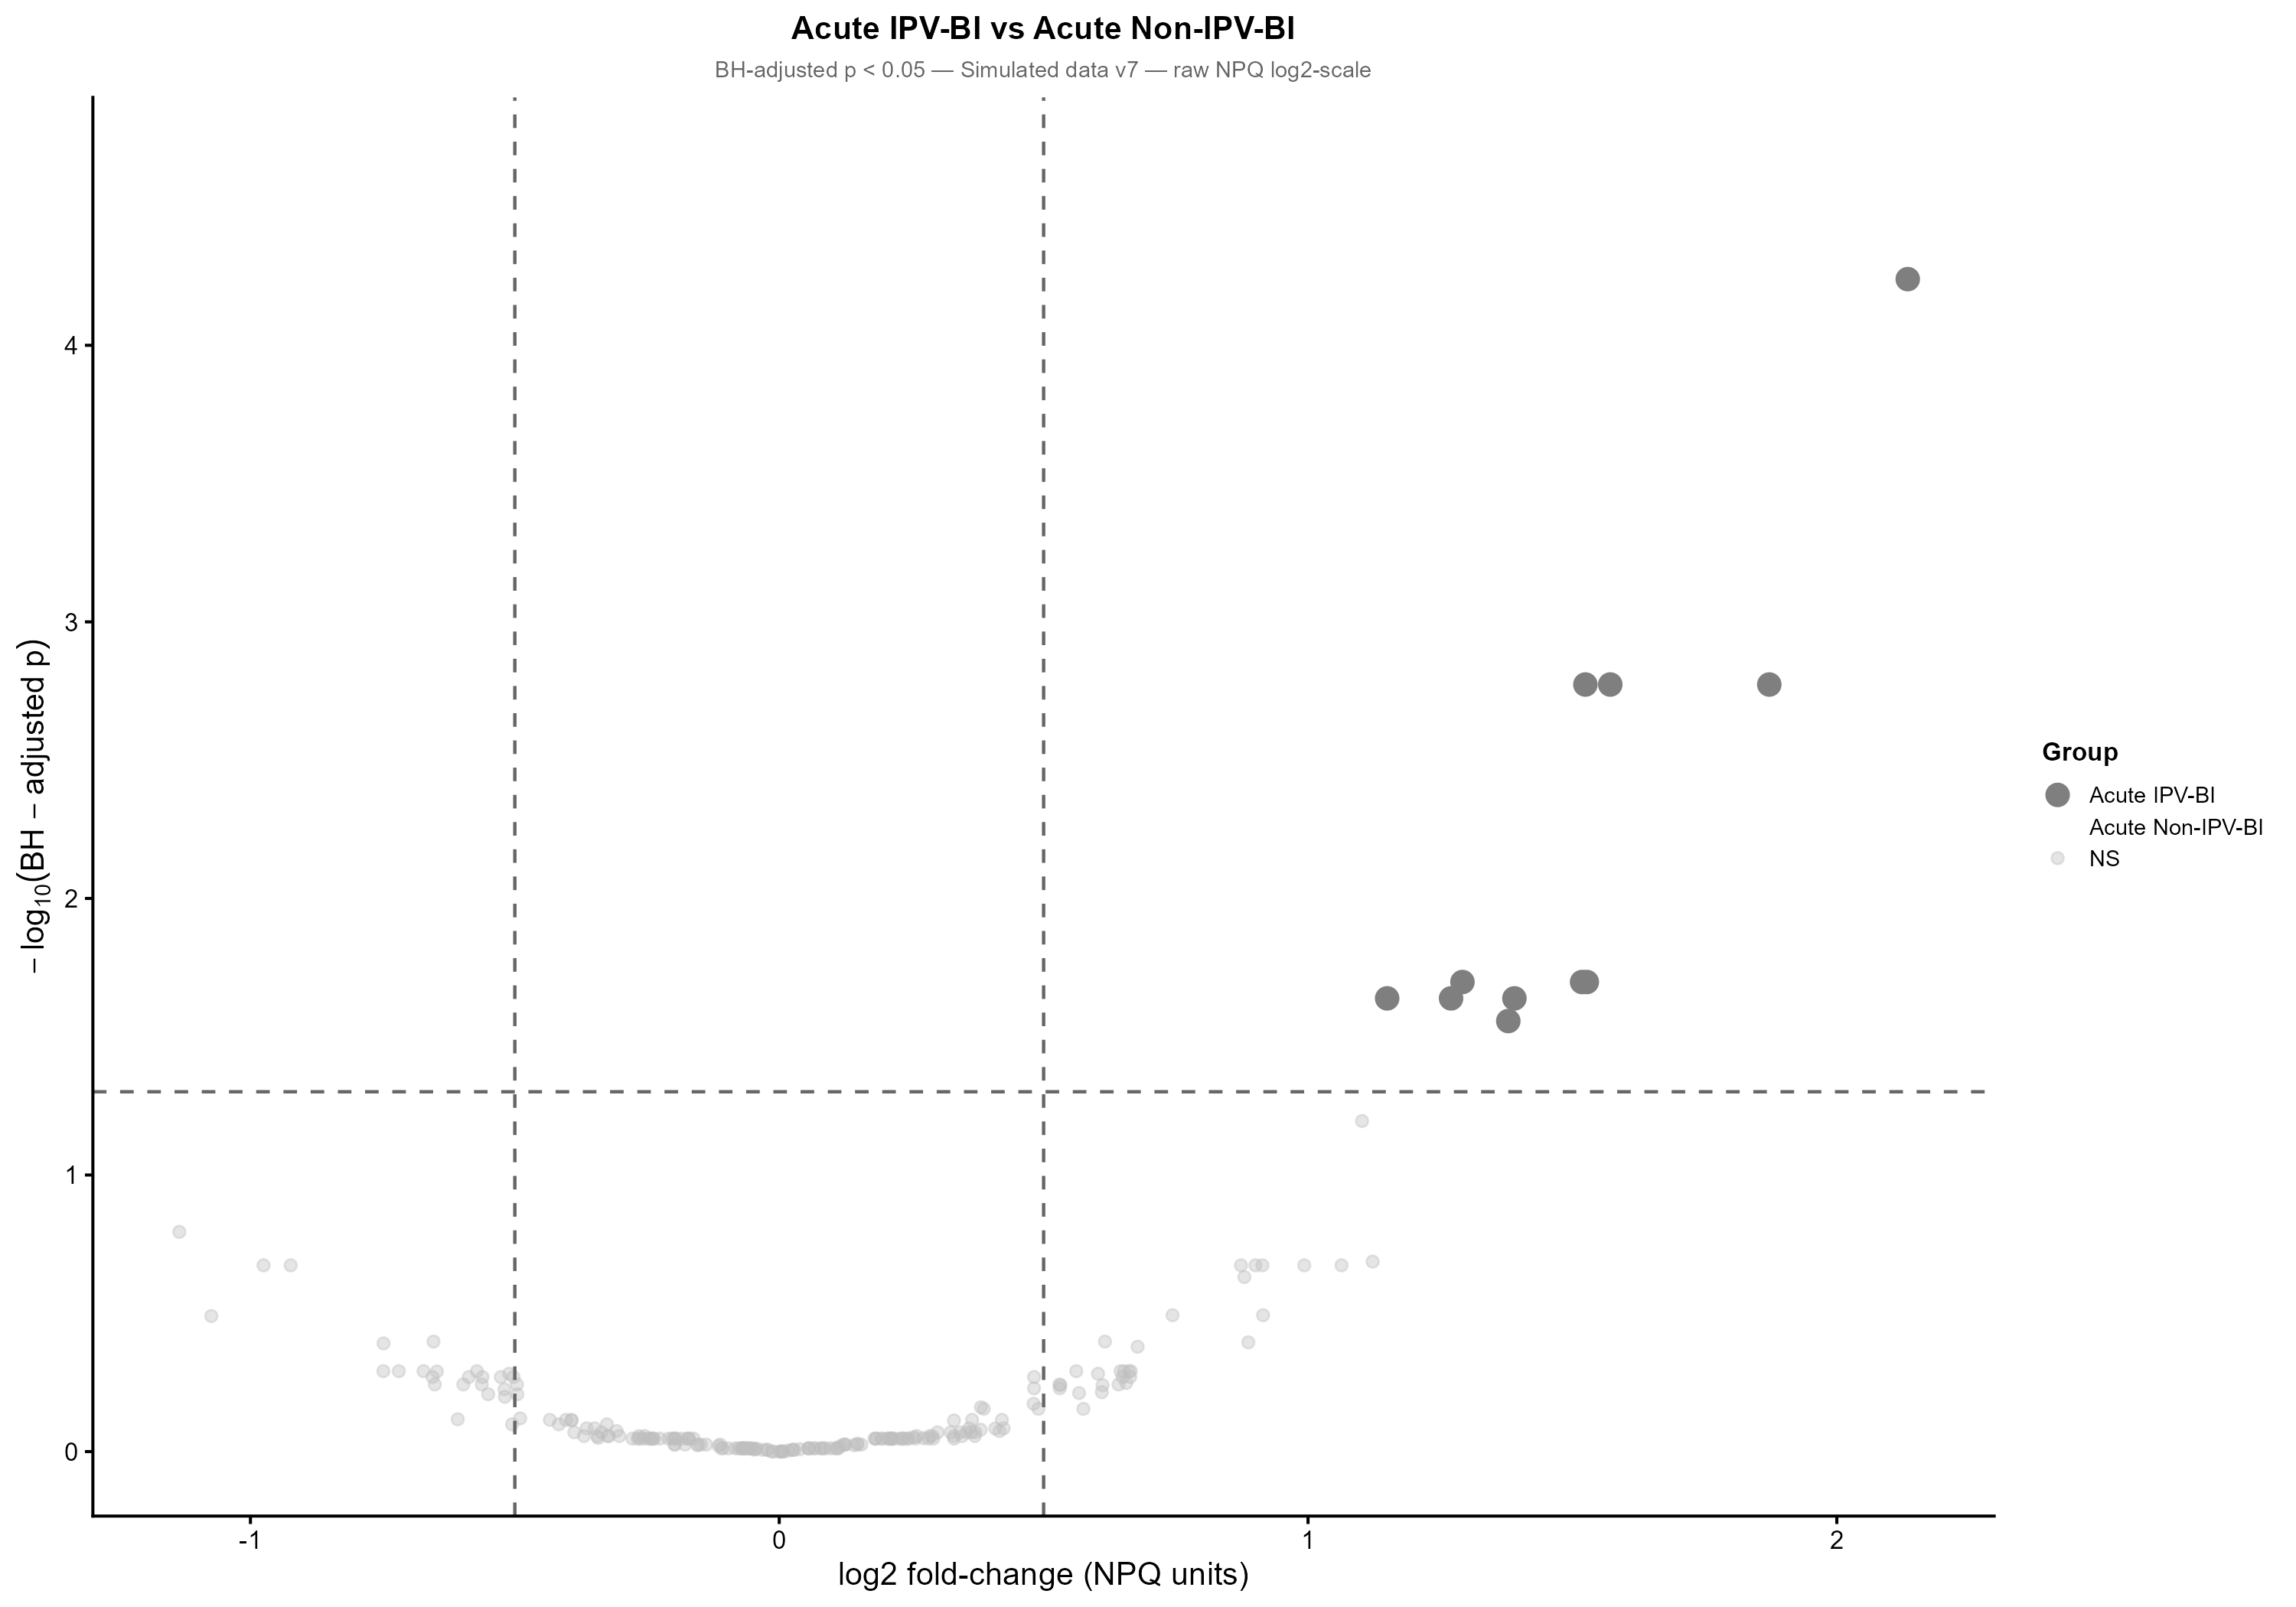 Acute IPV-BI vs Acute Non-IPV-BI
BH-adjusted p < 0.05 — Simulated data v7 — raw NPQ log2-scale
− log10(BH − adjusted p)
4
3
2
1
0
-1
0
1
2
log2 fold-change (NPQ units)
Group
Acute IPV-BI
Acute Non-IPV-BI
NS